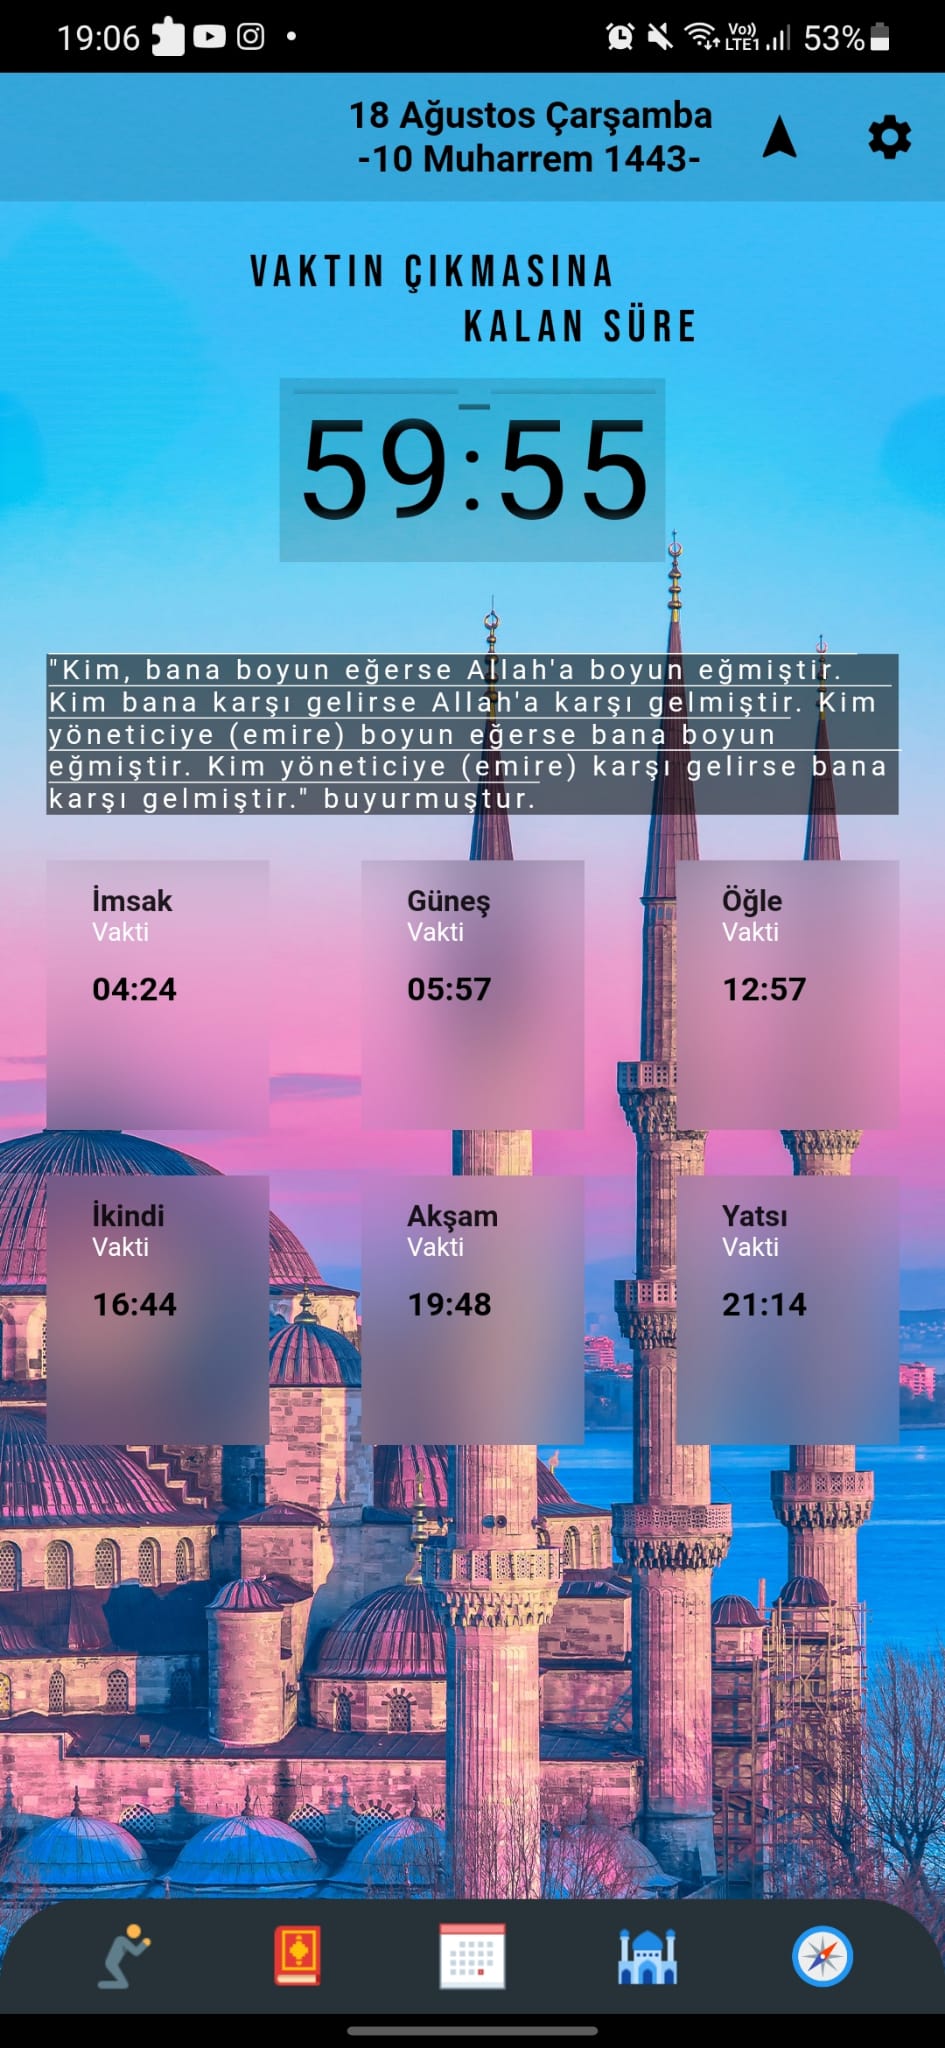 19:06
Vo)) LTE1
53%
18 Ağustos Çarşamba
-10 Muharrem 1443-
VAKTIN ÇIKMASINA
KALAN SÜRE
59:55
"Kim, bana boyun eğerse Allah'a boyun eğmiştir.
Kim bana karşı gelirse Allah'a karşı gelmiştir. Kim
yöneticiye (emire) boyun eğerse bana boyun
eğmiştir. Kim yöneticiye (emire) karşı gelirse bana
karşı gelmiştir." buyurmuştur.
İmsak
Vakti
04:24
Güneş
Vakti
05:57
Öğle
Vakti
12:57
İkindi
Vakti
16:44
Akşam
Vakti
19:48
Yatsı
Vakti
21:14